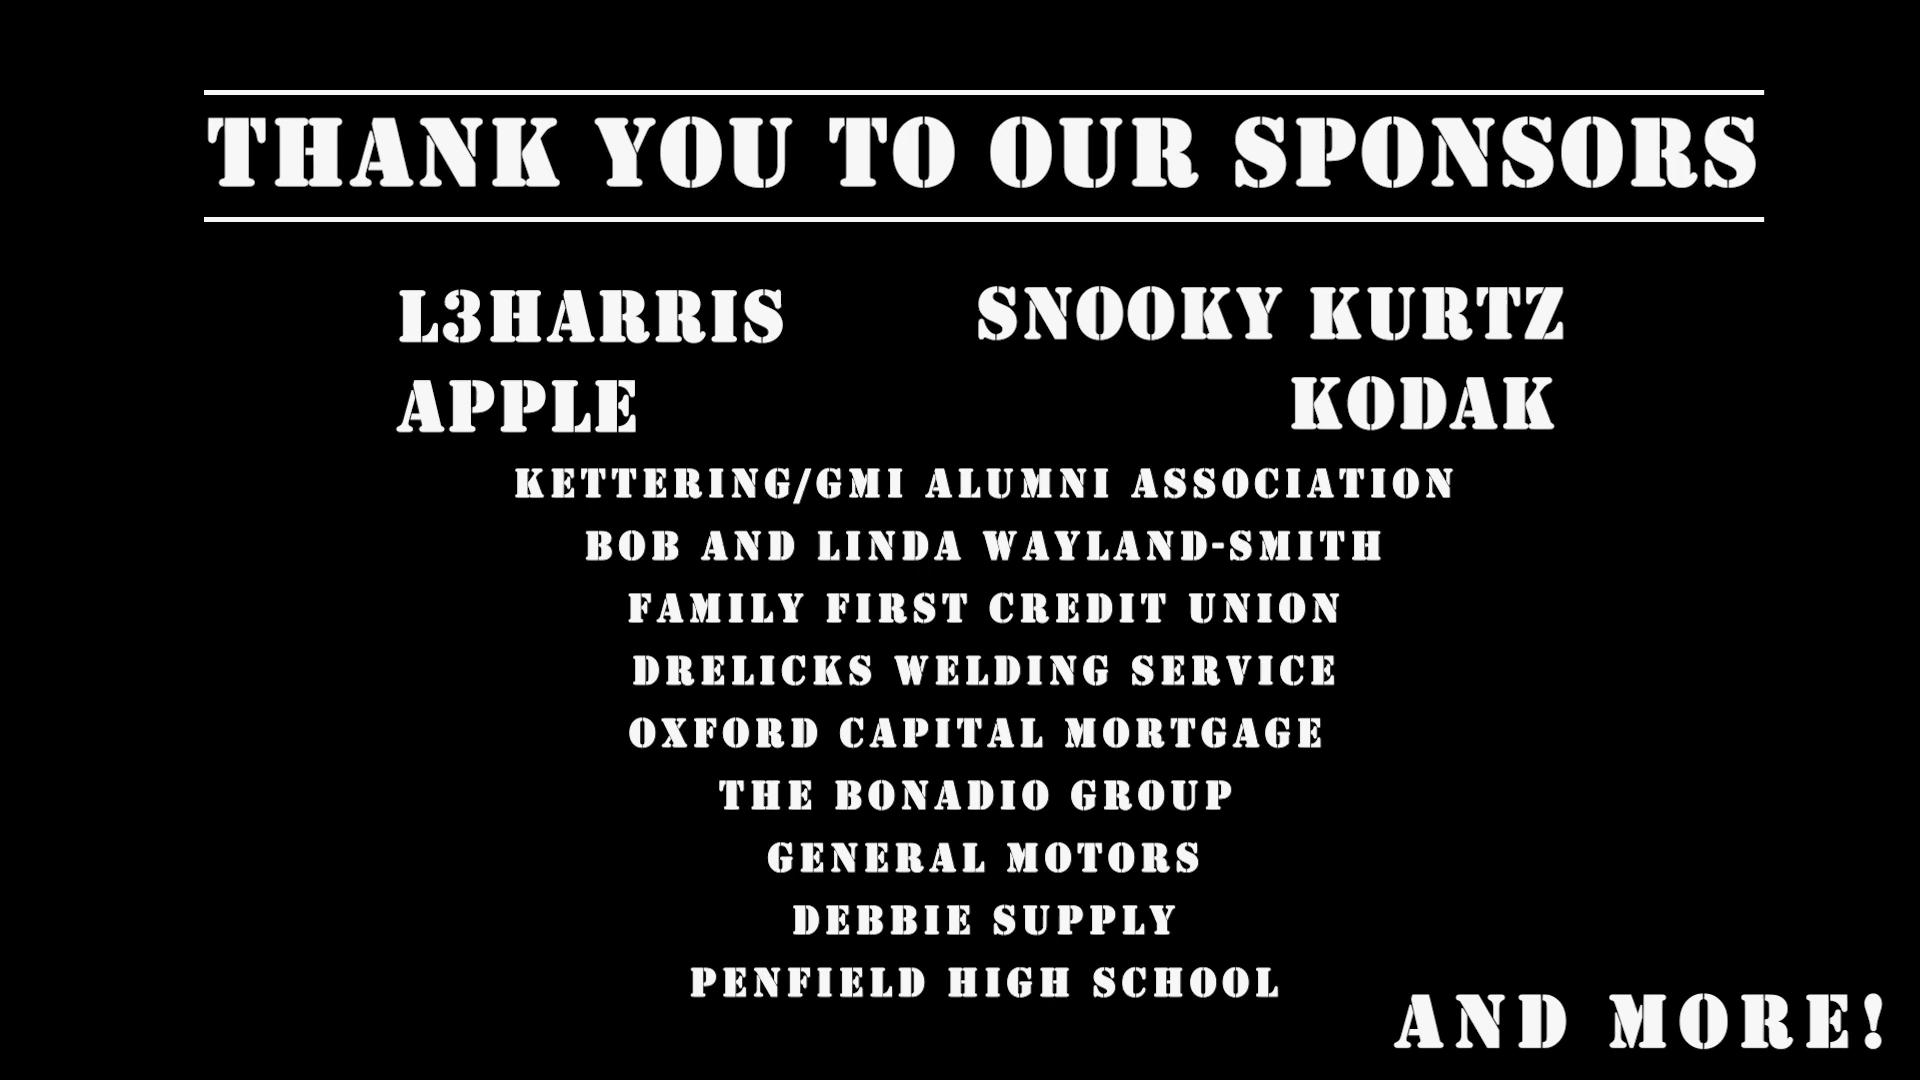 THANK YOU TO OUR SPONSORS
L3HARRIS
SNOOKY KURTZ
APPLE
KODAK
KETTERING/GMI ALUMNI ASSOCIATION
BOB AND LINDA WAYLAND-SMITH
FAMILY FIRST CREDIT UNION
DRELICKS WELDING SERVICE
OXFORD CAPITAL MORTGAGE
THE BONADIO GROUP
GENERAL MOTORS
DEBBIE SUPPLY
PENFIELD HIGH SCHOOL
AND MORE!